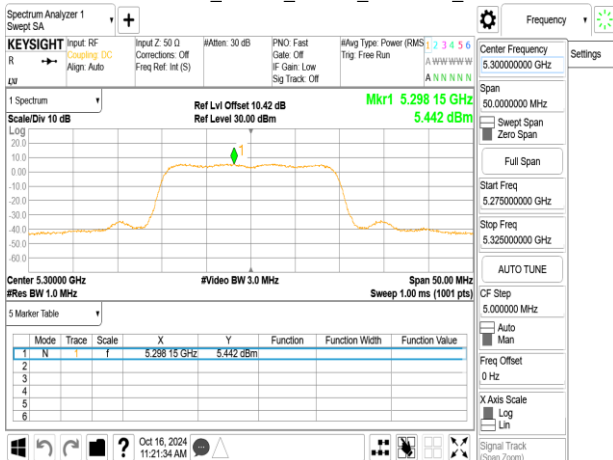 Spectrum Analyzer 1
Swept SA
+
Frequency
Settings
KEYSIGHT
R
LXI
Input: RF
Coupling: DC
Align: Auto
Input Z: 50 Ω
Corrections: Off
Freq Ref: Int (S)
#Atten: 30 dB
PNO: Fast
Gate: Off
IF Gain: Low
Sig Track: Off
#Avg Type: Power (RMS
Trig: Free Run
1 2 3 4 5 6
A W W W W W
A N N N N N
1 Spectrum
Scale/Div 10 dB
Log
Ref Lvl Offset 10.42 dB
Ref Level 30.00 dBm
Mkr1 5.298 15 GHz
5.442 dBm
20.0
10.0
0.00
-10.0
-20.0
-30.0
-40.0
-50.0
-60.0
1
Center 5.30000 GHz
#Res BW 1.0 MHz
#Video BW 3.0 MHz
Span 50.00 MHz
Sweep 1.00 ms (1001 pts)
5 Marker Table
Mode Trace Scale X Y Function Function Width Function Value
1 N 1 f 5.298 15 GHz 5.442 dBm
2
3
4
5
6
?
Oct 16, 2024
11:21:34 AM
Center Frequency
5.300000000 GHz
Span
50.0000000 MHz
Swept Span
Zero Span
Full Span
Start Freq
5.275000000 GHz
Stop Freq
5.325000000 GHz
AUTO TUNE
CF Step
5.000000 MHz
Auto
Man
Freq Offset
0 Hz
X Axis Scale
Log
Lin
Signal Track
(Span Zoom)